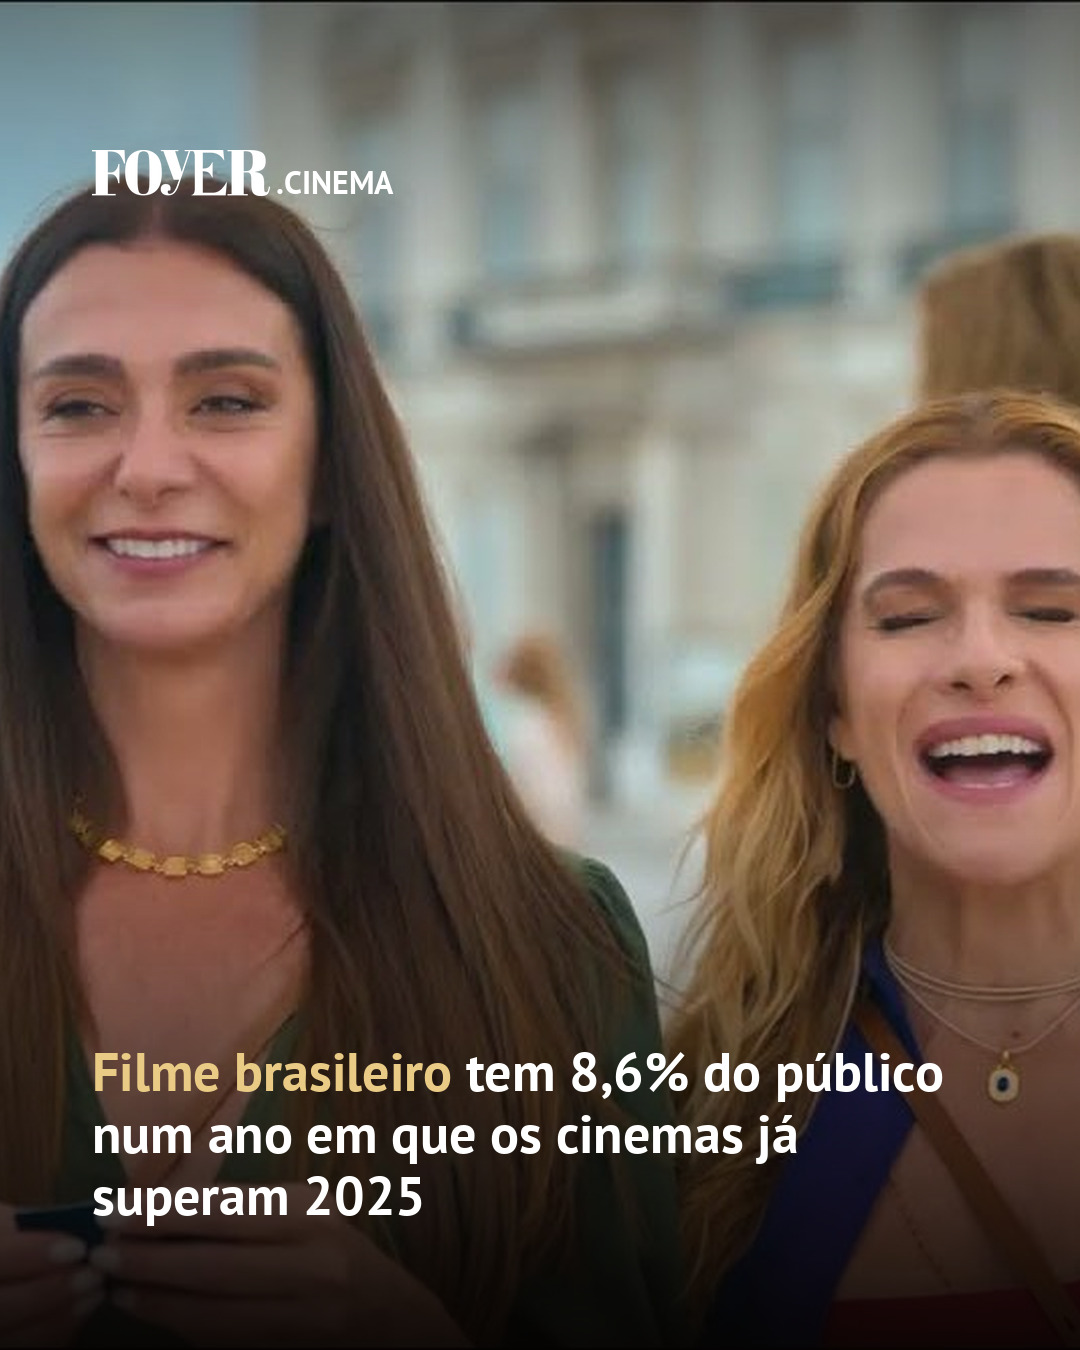 FOYER .CINEMA
Filme brasileiro tem 8,6% do público
num ano em que os cinemas já
superam 2025